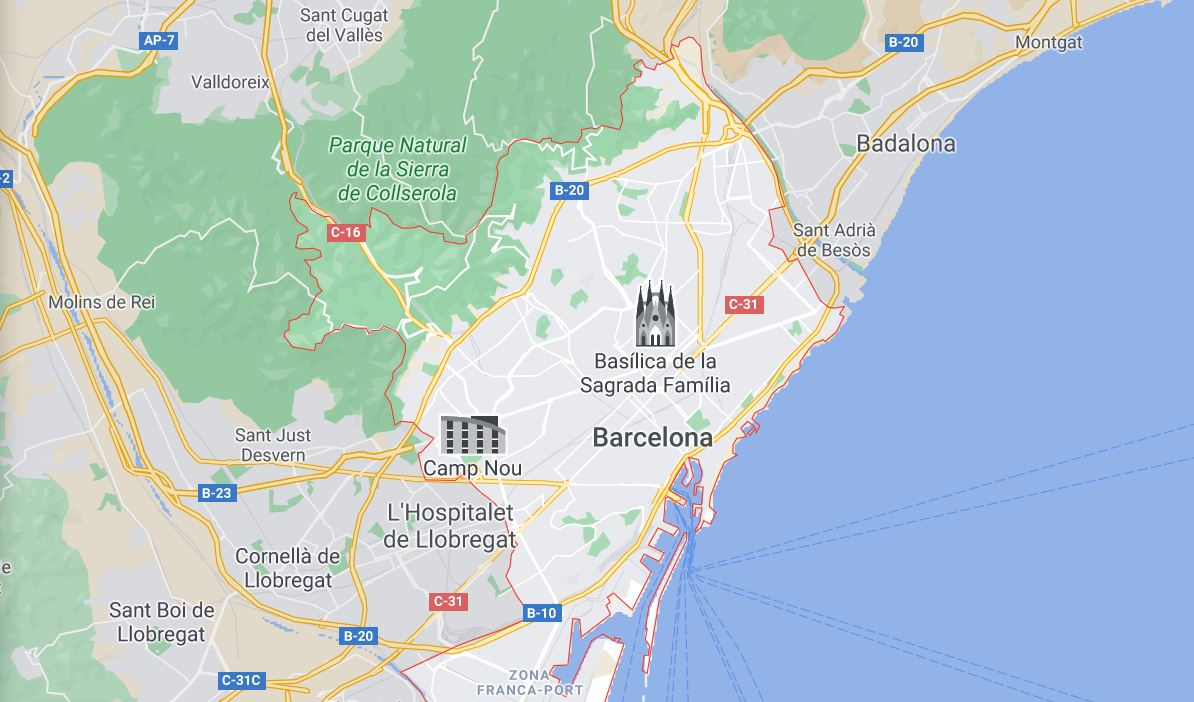 Sant Cugat
del Vallès
AP-7
B-20
Montgat
Valldoreix
Parque Natural
de la Sierra
de Collserola
Badalona
-2
B-20
C-16
Sant Adrià
de Besòs
Molins de Rei
C-31
Basílica de la
Sagrada Família
Sant Just
Desvern
Barcelona
Camp Nou
B-23
L'Hospitalet
de Llobregat
Cornellà de
Llobregat
e
C-31
Sant Boi de
Llobregat
B-10
B-20
C-31C
ZONA
FRANCA-PORT